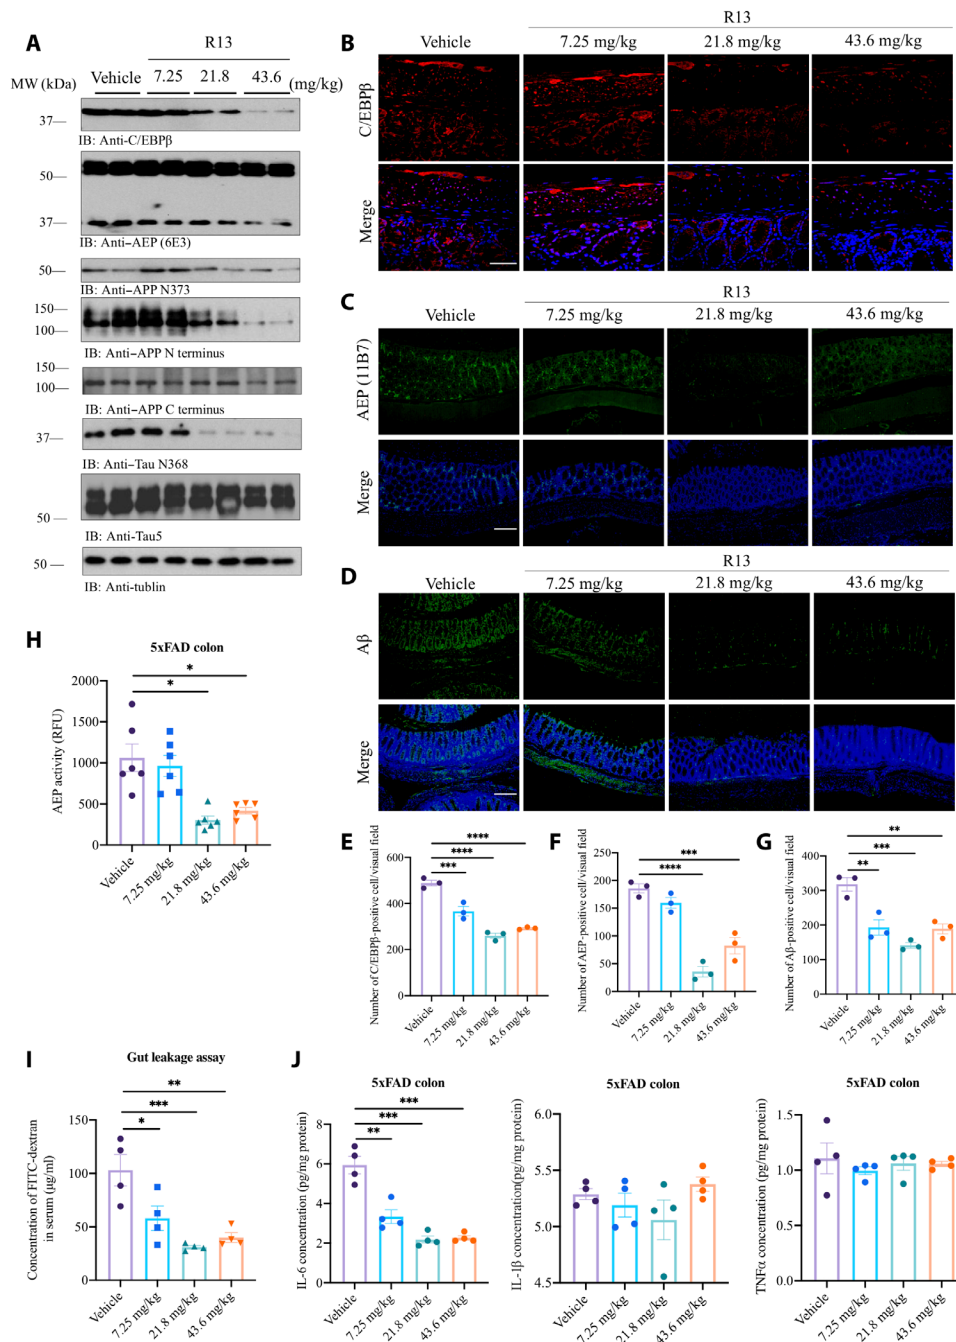 A
R13
MW (kDa)
Vehicle 7.25 21.8 43.6 (mg/kg)
37
IB: Anti-C/EBPβ
50
37
IB: Anti–AEP (6E3)
50
IB: Anti–APP N373
150
100
IB: Anti–APP N terminus
150
100
IB: Anti–APP C terminus
37
IB: Anti–Tau N368
50
IB: Anti-Tau5
50
IB: Anti-tublin
B
R13
Vehicle 7.25 mg/kg 21.8 mg/kg 43.6 mg/kg
C/EBPβ
Merge
C
R13
Vehicle 7.25 mg/kg 21.8 mg/kg 43.6 mg/kg
AEP (11B7)
Merge
D
R13
Vehicle 7.25 mg/kg 21.8 mg/kg 43.6 mg/kg
Aβ
Merge
H
5xFAD colon
*
*
AEP activity (RFU)
2000
1500
1000
500
0
Vehicle 7.25 mg/kg 21.8 mg/kg 43.6 mg/kg
E
****
****
***
Number of C/EBPβ-positive cell/visual field
600
400
200
0
Vehicle 7.25 mg/kg 21.8 mg/kg 43.6 mg/kg
F
***
****
Number of AEP-positive cell/visual field
200
150
100
50
0
Vehicle 7.25 mg/kg 21.8 mg/kg 43.6 mg/kg
G
**
***
**
Number of Aβ-positive cell/visual field
400
300
200
100
0
Vehicle 7.25 mg/kg 21.8 mg/kg 43.6 mg/kg
I
Gut leakage assay
**
***
*
Concentration of FITC-dextran
in serum (μg/ml)
150
100
50
0
Vehicle 7.25 mg/kg 21.8 mg/kg 43.6 mg/kg
J
5xFAD colon
***
***
**
IL-6 concentration (pg/mg protein)
8
6
4
2
0
Vehicle 7.25 mg/kg 21.8 mg/kg 43.6 mg/kg
5xFAD colon
IL-1β concentration(pg/mg protein)
6.0
5.5
5.0
4.5
Vehicle 7.25 mg/kg 21.8 mg/kg 43.6 mg/kg
5xFAD colon
TNFα concentration (pg/mg protein)
1.5
1.0
0.5
0.0
Vehicle 7.25 mg/kg 21.8 mg/kg 43.6 mg/kg